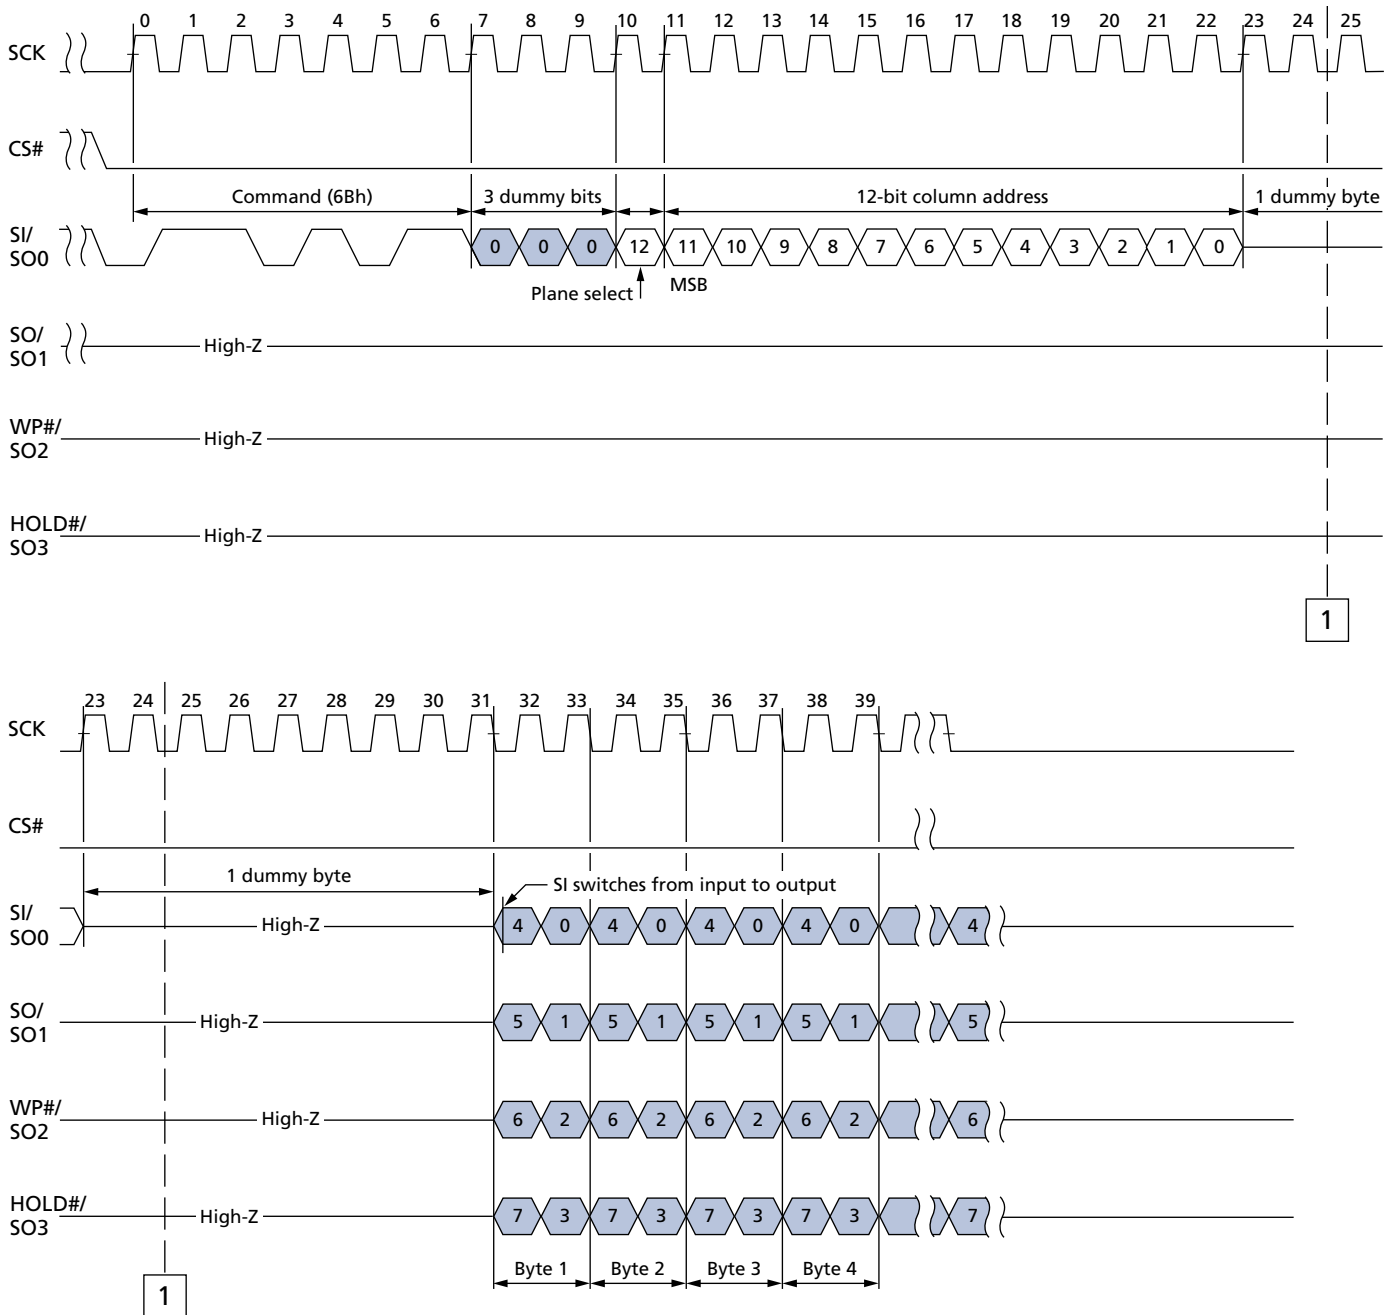 0 1 2 3 4 5 6 7 8 9 10 11 12 13 14 15 16 17 18 19 20 21 22 23 24 25
SCK
CS#
Command (6Bh) 3 dummy bits 12-bit column address 1 dummy byte
SI/
SO0
0 0 0 12 11 10 9 8 7 6 5 4 3 2 1 0
Plane select MSB
SO/
SO1
High-Z
WP#/
SO2
High-Z
HOLD#/
SO3
High-Z
1
23 24 25 26 27 28 29 30 31 32 33 34 35 36 37 38 39
SCK
CS#
1 dummy byte
SI switches from input to output
SI/
SO0
High-Z 4 0 4 0 4 0 4 0 4
SO/
SO1
High-Z 5 1 5 1 5 1 5 1 5
WP#/
SO2
High-Z 6 2 6 2 6 2 6 2 6
HOLD#/
SO3
High-Z 7 3 7 3 7 3 7 3 7
Byte 1 Byte 2 Byte 3 Byte 4
1